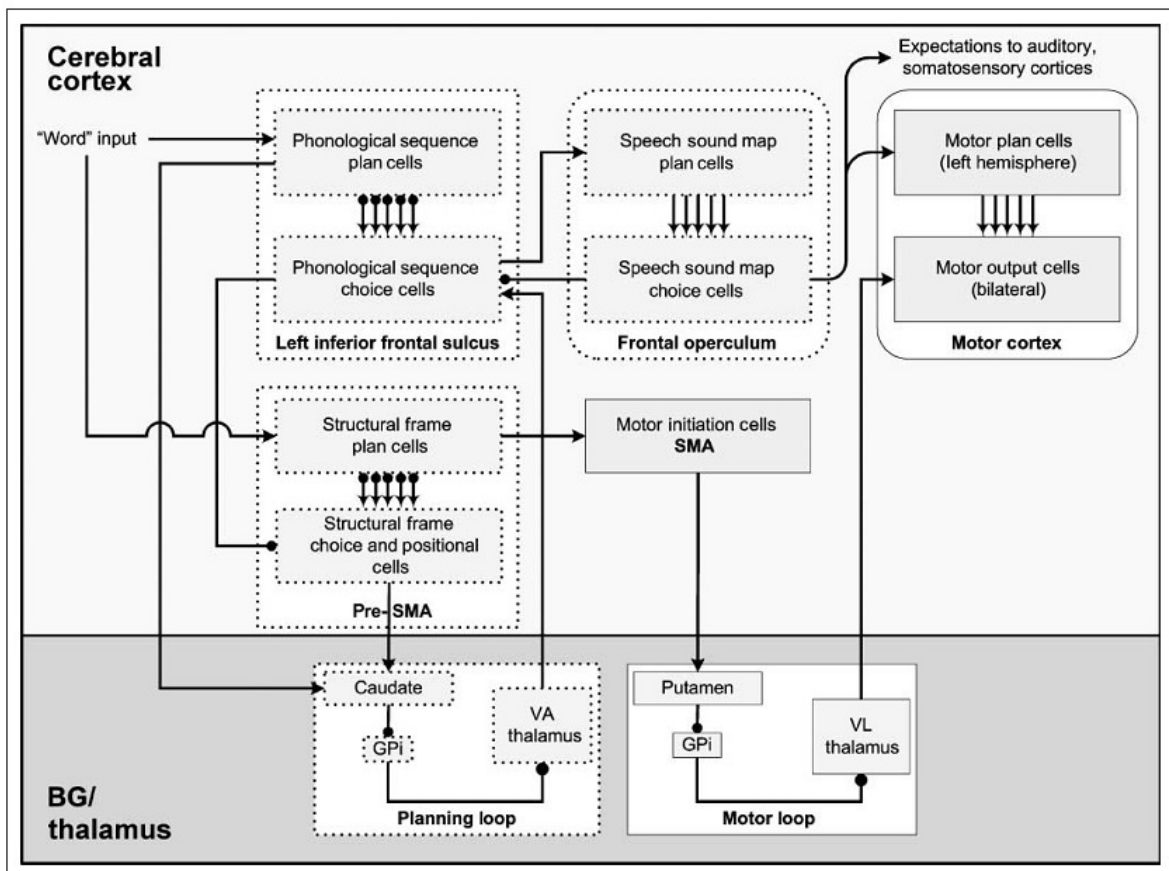 Cerebral
cortex
Expectations to auditory,
somatosensory cortices
“Word” input
Phonological sequence
plan cells
Phonological sequence
choice cells
Left inferior frontal sulcus
Speech sound map
plan cells
Speech sound map
choice cells
Frontal operculum
Motor plan cells
(left hemisphere)
Motor output cells
(bilateral)
Motor cortex
Structural frame
plan cells
Structural frame
choice and positional
cells
Pre-SMA
Motor initiation cells
SMA
BG/
thalamus
Caudate
GPi
VA
thalamus
Planning loop
Putamen
GPi
VL
thalamus
Motor loop